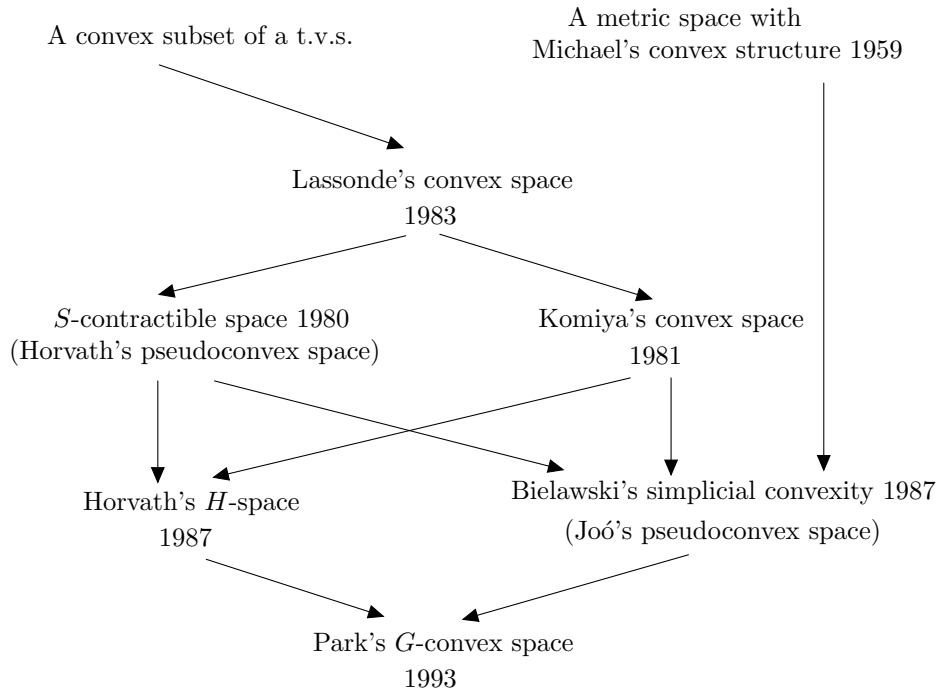 A convex subset of a t.v.s.
A metric space with
Michael's convex structure 1959
Lassonde's convex space
1983
S-contractible space 1980
(Horvath's pseudoconvex space)
Komiya's convex space
1981
Horvath's H-space
1987
Bielawski's simplicial convexity 1987
(Joó's pseudoconvex space)
Park's G-convex space
1993